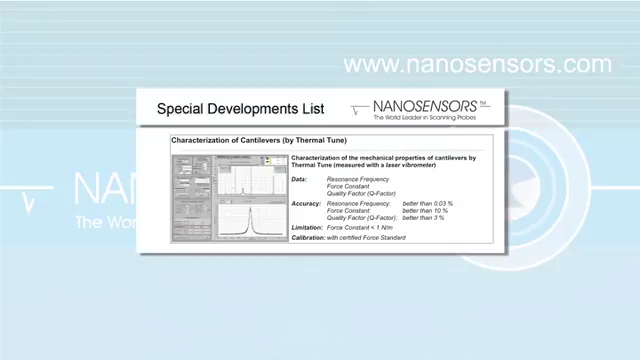 www.nanosensors.com
Special Developments List
NANOSENSORS™
The World Leader in Scanning Probes
Characterization of Cantilevers (by Thermal Tune)
Characterization of the mechanical properties of cantilevers by
Thermal Tune (measured with a laser vibrometer)
Data: Resonance Frequency
Force Constant
Quality Factor (Q-Factor)
Accuracy: Resonance Frequency: better than 0.03 %
Force Constant: better than 10 %
Quality Factor (Q-Factor): better than 3 %
Limitation: Force Constant < 1 N/m
Calibration: with certified Force Standard
NAN
The World